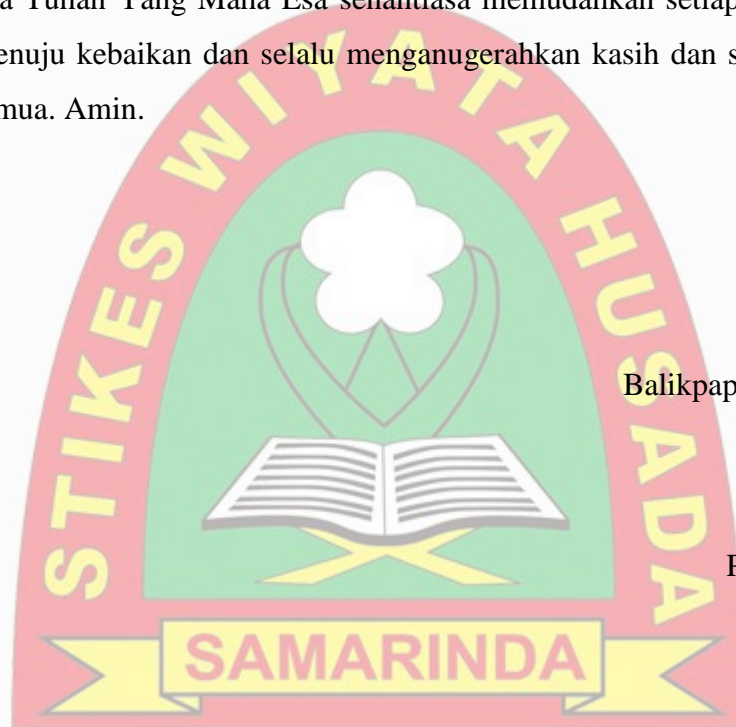 a Tuhan Yang Maha Esa senantiasa memudahkan setiap
enuju kebaikan dan selalu menganugerahkan kasih dan s
mua. Amin.
STIKES WIYATA HUSADA
Balikpap
P
SAMARINDA